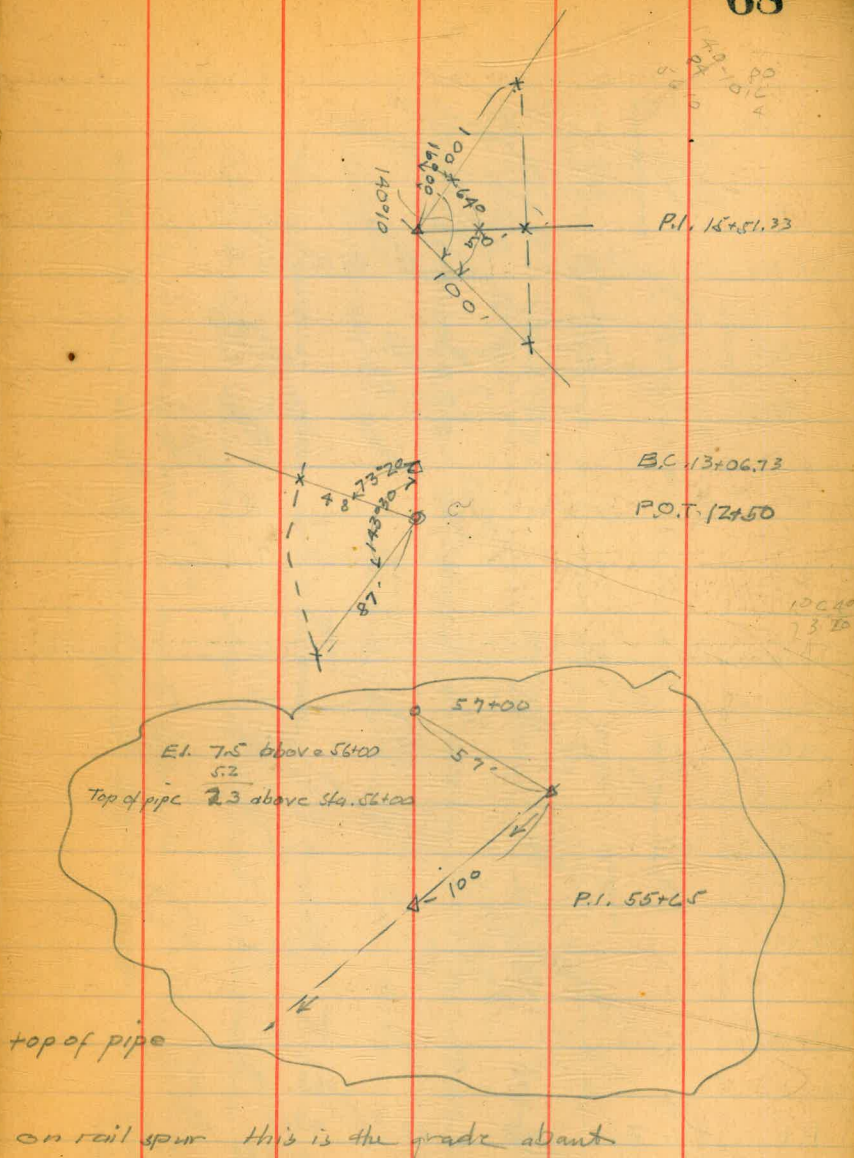 68
100'
64°
140°10
100'
P.I. 15+51.33
B.C. 13+06.73
73°20
48
143°30
P.O.T. 12+50
87'
57+00
El. 7.5 above 56+00
5.2
Top of pipe 2.3 above Sta. 56+00
57'
100
P.I. 55+65
top of pipe
on rail spur this is the grade about